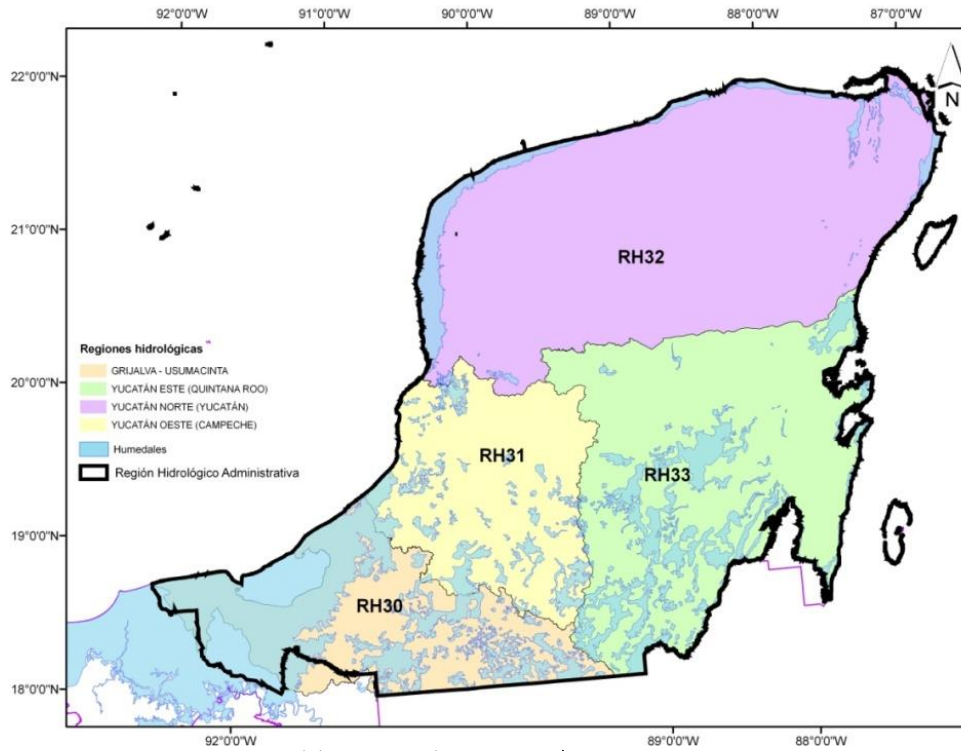 92°0'0"W 91°0'0"W 90°0'0"W 89°0'0"W 88°0'0"W 87°0'0"W
22°0'0"N
N
21°0'0"N
RH32
Regiones hidrológicas
GRIJALVA - USUMACINTA
YUCATÁN ESTE (QUINTANA ROO)
YUCATÁN NORTE (YUCATÁN)
YUCATÁN OESTE (CAMPECHE)
Humedales
Región Hidrológico Administrativa
20°0'0"N
RH31
RH33
19°0'0"N
RH30
18°0'0"N
92°0'0"W 89°0'0"W 88°0'0"W